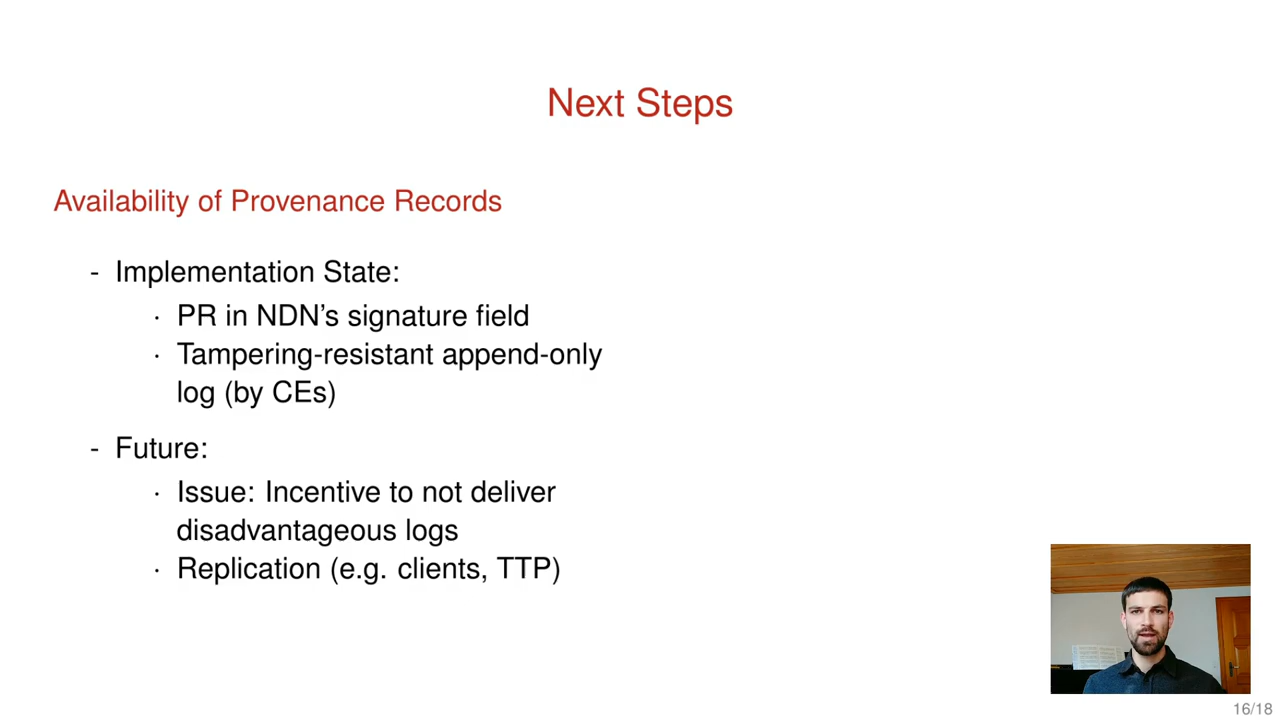 Next Steps
Availability of Provenance Records
- Implementation State:
· PR in NDN's signature field
· Tampering-resistant append-only
log (by CEs)
- Future:
· Issue: Incentive to not deliver
disadvantageous logs
· Replication (e.g. clients, TTP)
16/18